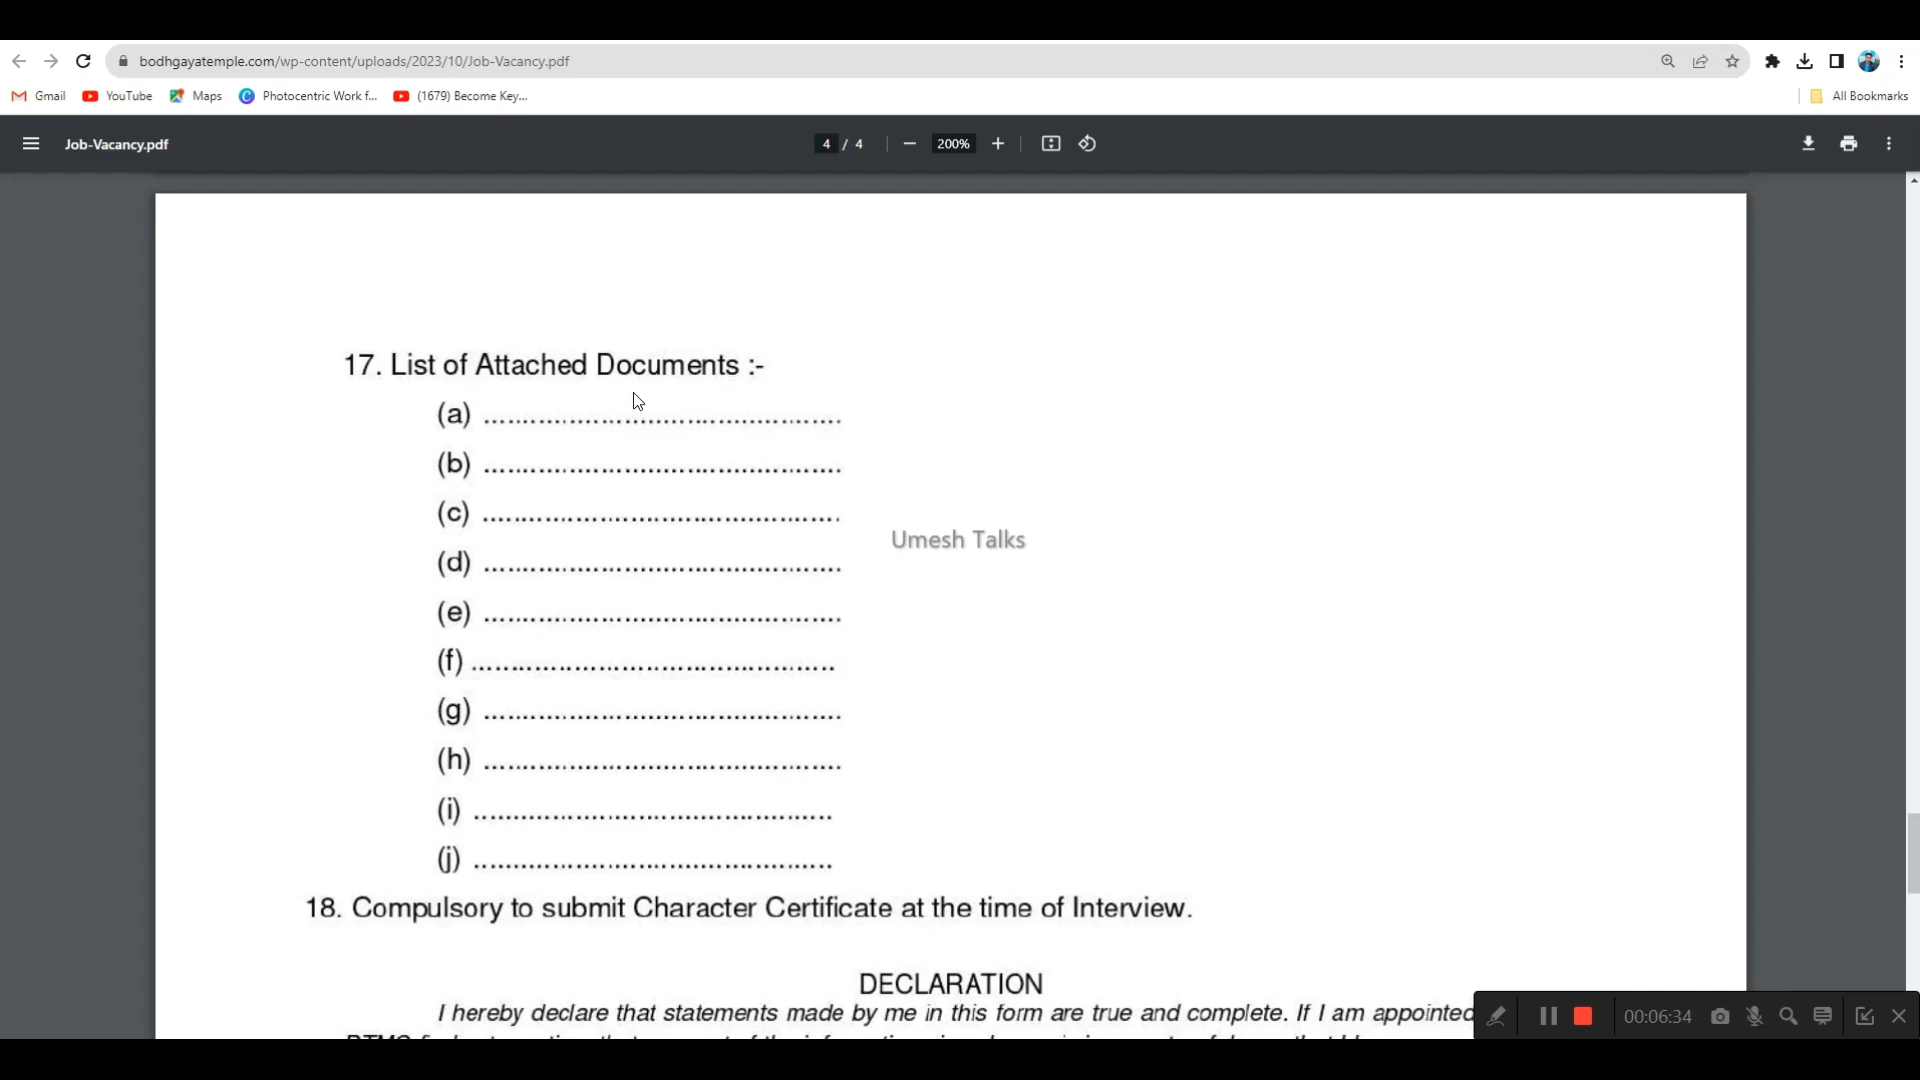 bodhgayatemple.com/wp-content/uploads/2023/10/Job-Vacancy.pdf
Gmail YouTube Maps Photocentric Work f... (1679) Become Key... All Bookmarks
Job-Vacancy.pdf 4 / 4 200%
17. List of Attached Documents :-
(a) ..............................................
(b) ..............................................
(c) ..............................................
(d) ..............................................
(e) ..............................................
(f) ..............................................
(g) ..............................................
(h) ..............................................
(i) ..............................................
(j) ..............................................
Umesh Talks
18. Compulsory to submit Character Certificate at the time of Interview.
DECLARATION
I hereby declare that statements made by me in this form are true and complete. If I am appointed
00:06:34